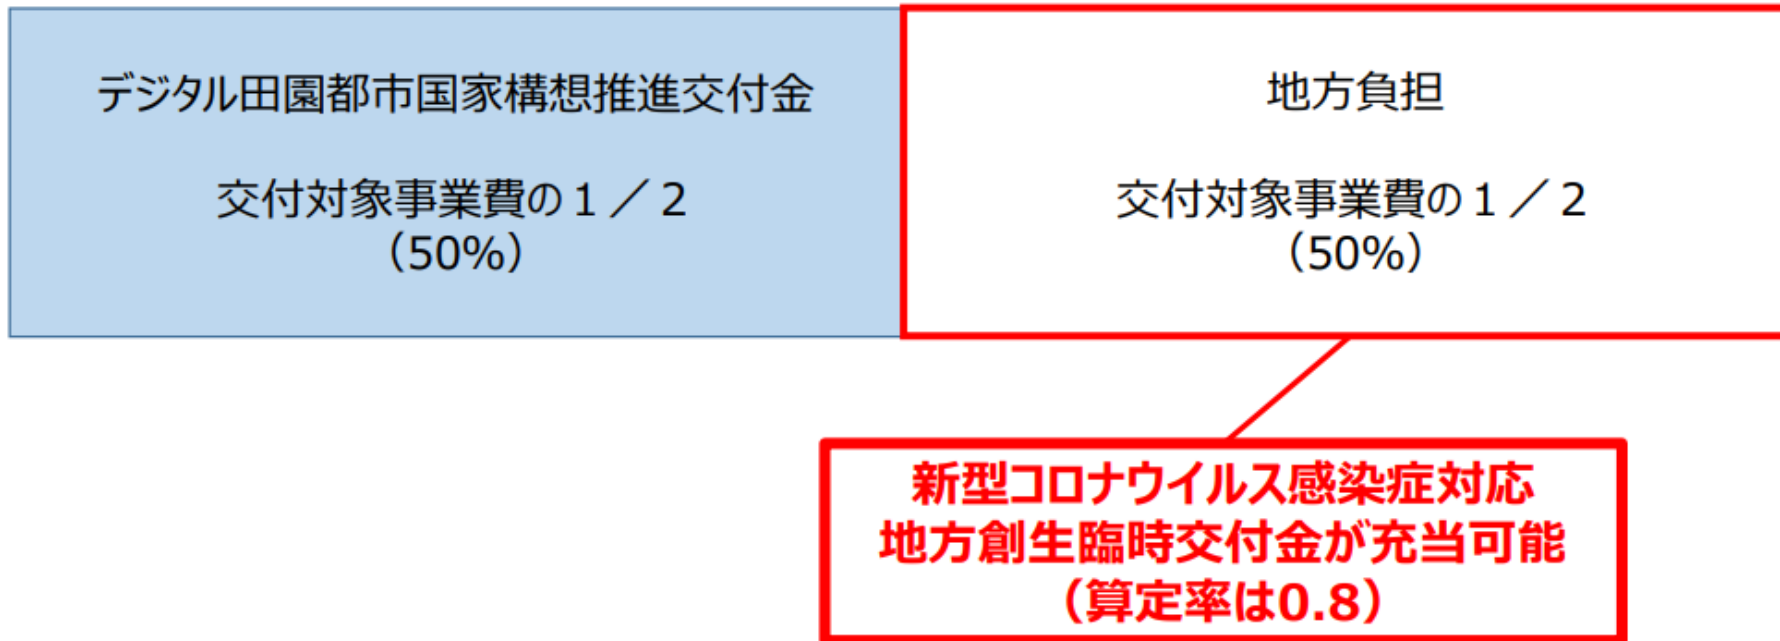 デジタル田園都市国家構想推進交付金
交付対象事業費の１／２
（50%）
地方負担
交付対象事業費の１／２
（50%）
新型コロナウイルス感染症対応
地方創生臨時交付金が充当可能
（算定率は0.8）